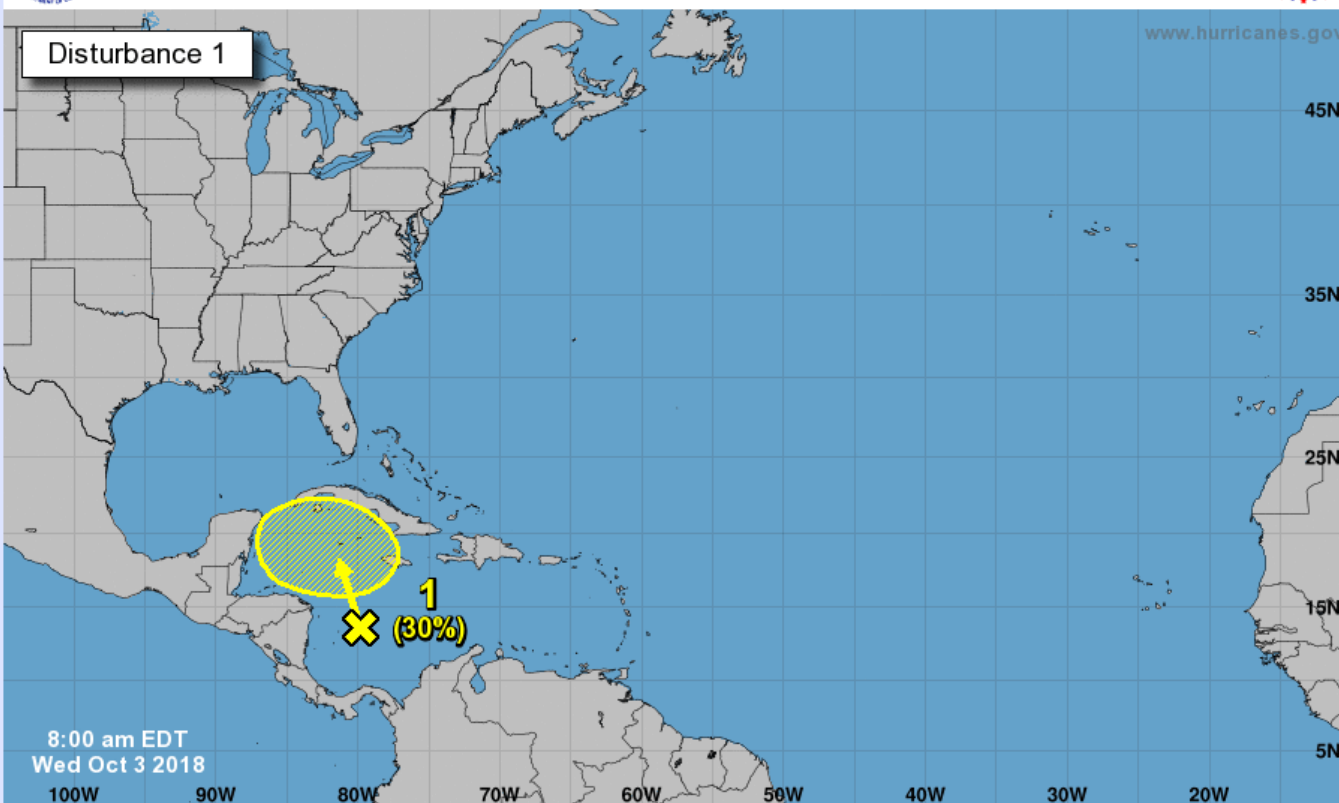 www.hurricanes.gov
Disturbance 1
45N
35N
25N
1
(30%)
15N
8:00 am EDT
Wed Oct 3 2018
5N
100W 90W 80W 70W 60W 50W 40W 30W 20W